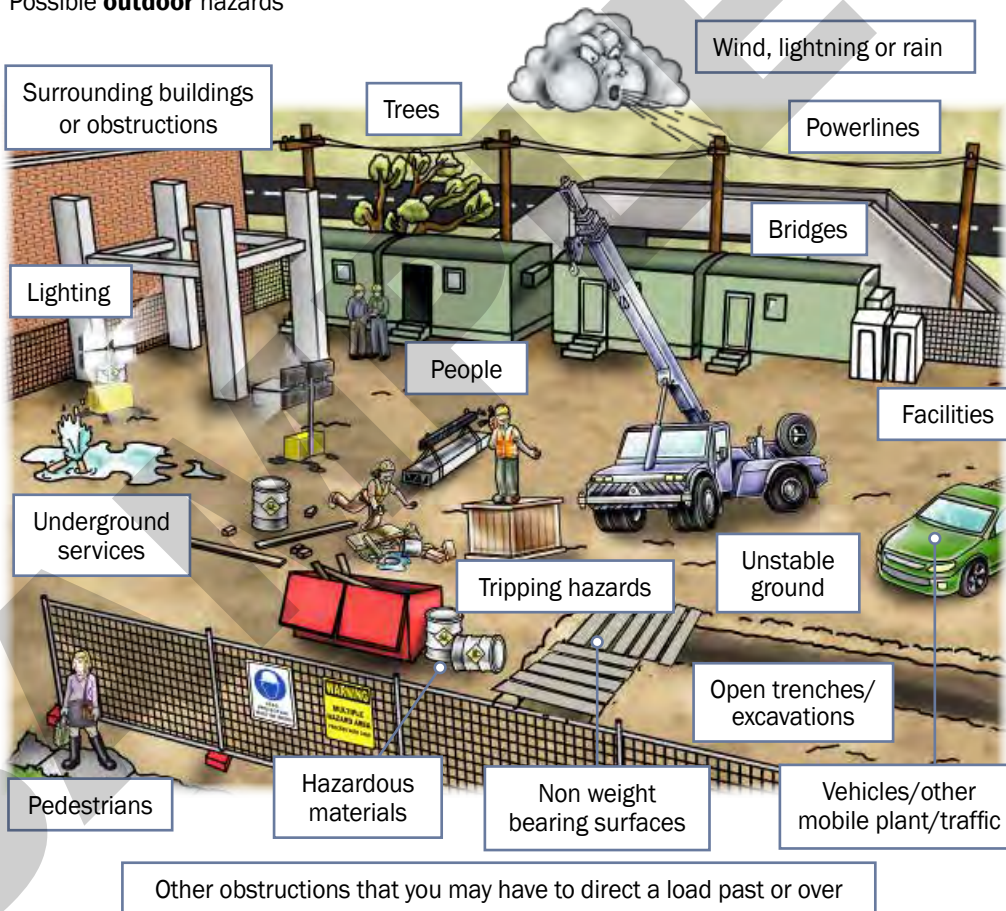 Possible outdoor hazards
Wind, lightning or rain
Surrounding buildings
or obstructions
Trees
Powerlines
Bridges
Lighting
People
Facilities
Underground
services
Tripping hazards
Unstable
ground
Open trenches/
excavations
WARNING
MULTIPLE
HAZARD AREA
Pedestrians
Hazardous
materials
Non weight
bearing surfaces
Vehicles/other
mobile plant/traffic
Other obstructions that you may have to direct a load past or over
SAMPLE